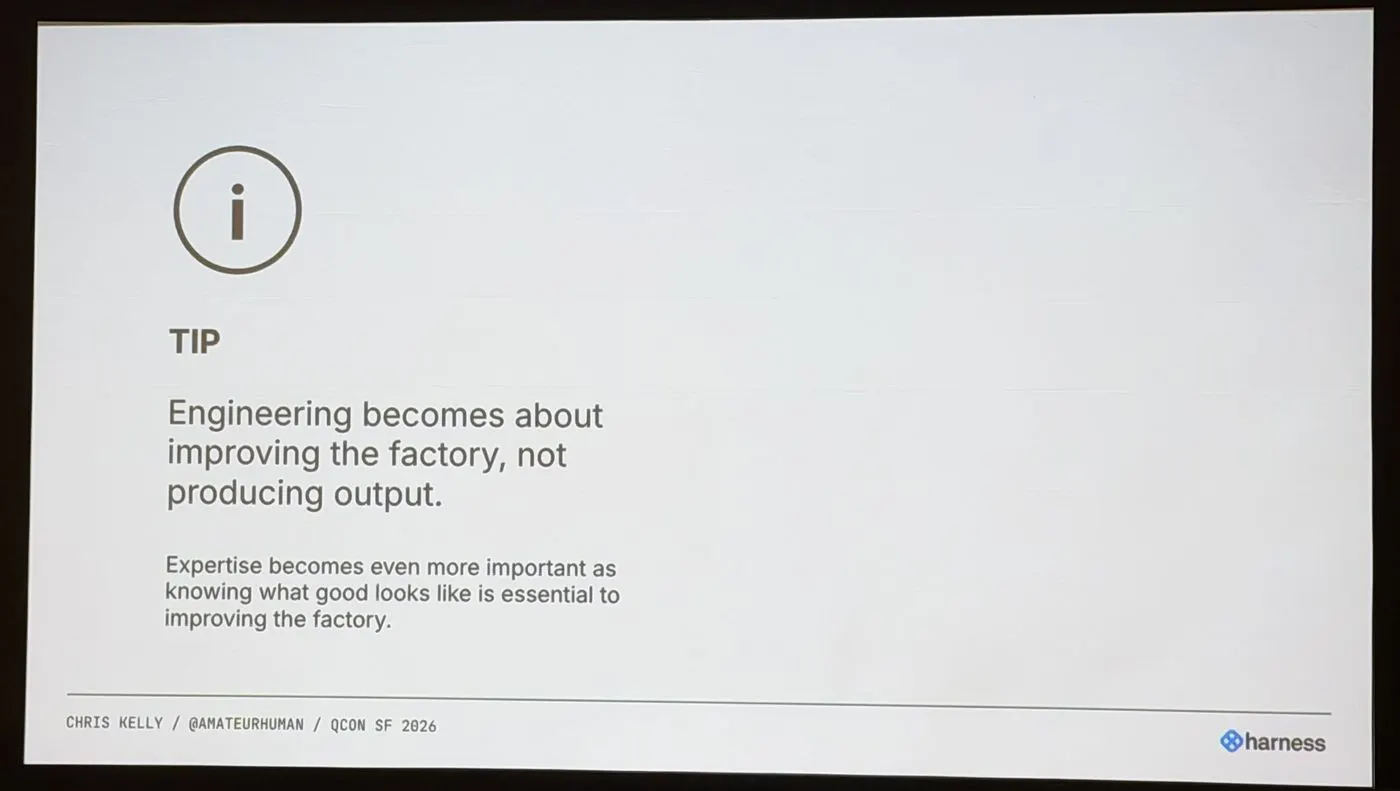 i
TIP
Engineering becomes about
improving the factory, not
producing output.
Expertise becomes even more important as
knowing what good looks like is essential to
improving the factory.
CHRIS KELLY / @AMATEURHUMAN / QCON SF 2026
harness